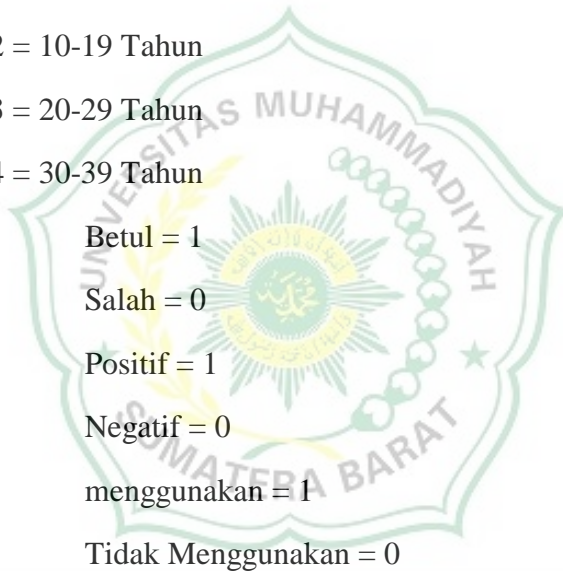 2 = 10-19 Tahun
3 = 20-29 Tahun
4 = 30-39 Tahun
Betul = 1
Salah = 0
Positif = 1
Negatif = 0
menggunakan = 1
Tidak Menggunakan = 0
UNIVERSITAS MUHAMMADIYAH
SUMATERA BARAT